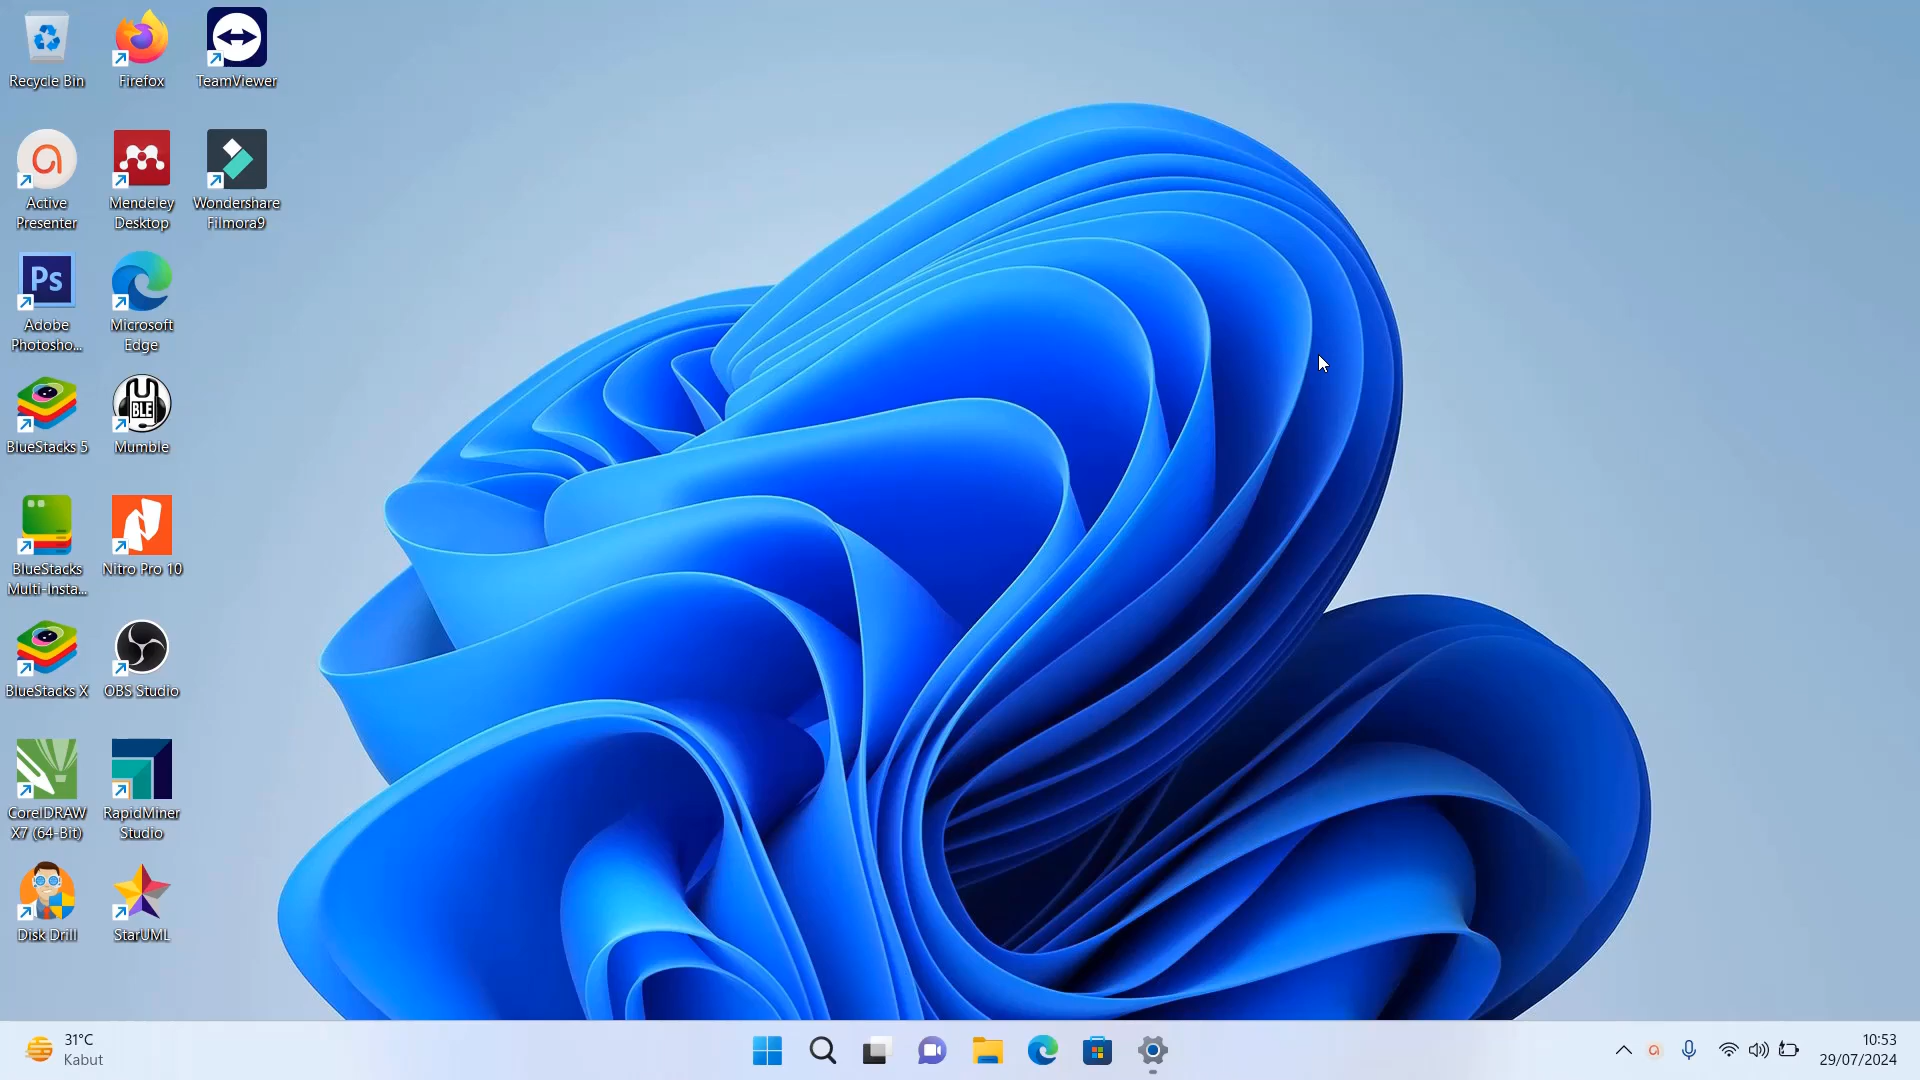 Recycle Bin
Firefox
TeamViewer
Active
Presenter
Mendeley
Desktop
Wondershare
Filmora9
Ps
Adobe
Photosho...
Microsoft
Edge
BlueStacks 5
U
BLE
Mumble
BlueStacks
Multi-Insta...
Nitro Pro 10
BlueStacks X
OBS Studio
CorelDRAW
X7 (64-Bit)
RapidMiner
Studio
Disk Drill
StarUML
31°C
Kabut
10:53
29/07/2024